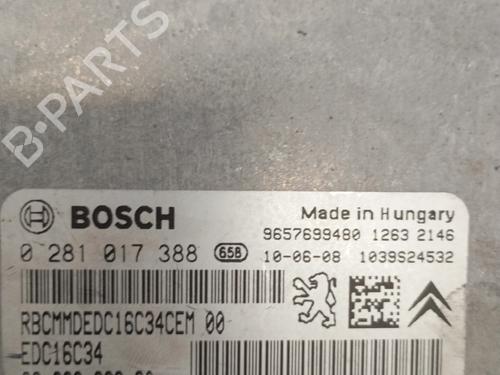 B-PARTS
BOSCH
Made in Hungary
9657699480 1263 2146
0 281 017 388 658 10-06-08 1039S24532
RBCMMDEDC16C34CEM 00
EDC16C34